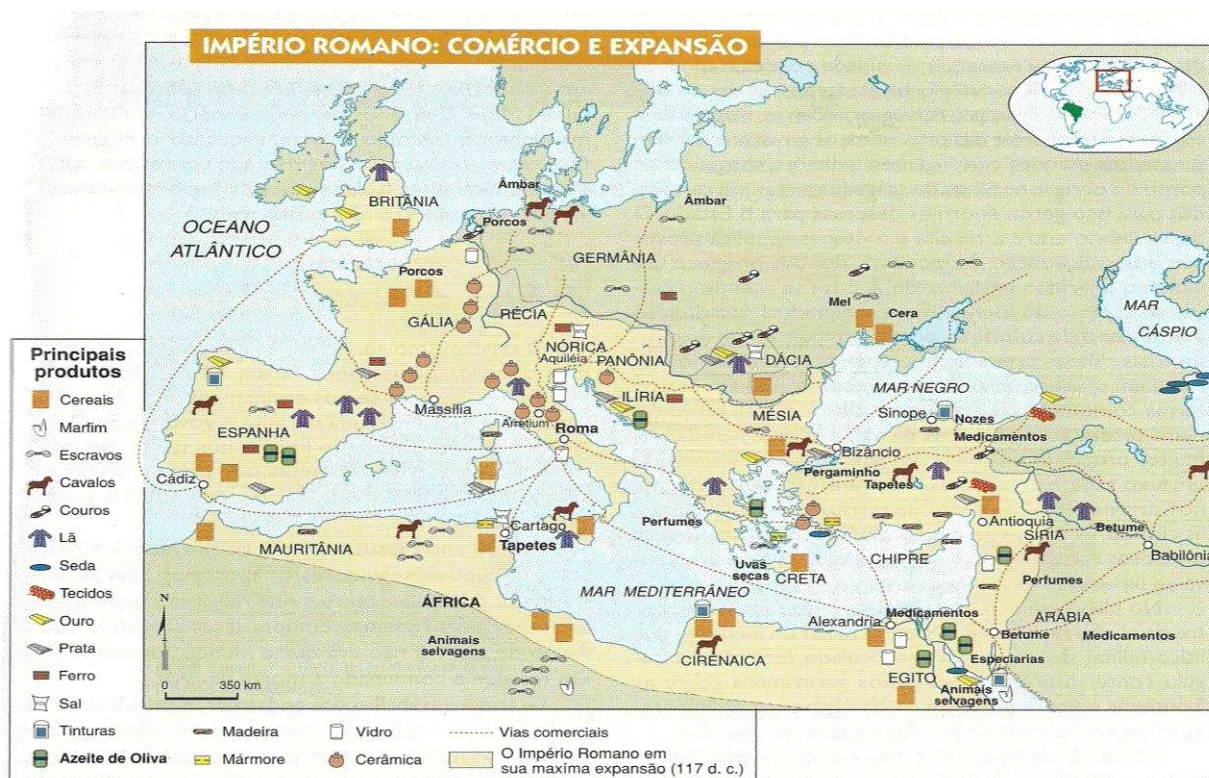 IMPÉRIO ROMANO: COMÉRCIO E EXPANSÃO
OCEANO
ATLÂNTICO
BRITÂNIA
Âmbar
Âmbar
Porcos
GERMÂNIA
Porcos
GÁLIA
RÉCIA
NÓRICA
Aquiléia
PANÔNIA
DÁCIA
Mel
Cera
MAR
CÁSPIO
MAR NEGRO
Massília
Arretium
Roma
ILÍRIA
MÉSIA
Sinope
Nozes
Medicamentos
Bizâncio
ESPANHA
Cádiz
Pergaminho
Tapetes
MAURITÂNIA
Cartago
Tapetes
Perfumes
Uvas
secas
CRETA
CHIPRE
Antioquia
SÍRIA
Betume
Babilônia
MAR MEDITERRÂNEO
Perfumes
ÁFRICA
Animais
selvagens
CIRENAICA
Alexandria
Medicamentos
ARÁBIA
Betume
Medicamentos
Especiarias
EGITO
Animais
selvagens
N
0 350 km
Principais
produtos
Cereais
Marfim
Escravos
Cavalos
Couros
Lã
Seda
Tecidos
Ouro
Prata
Ferro
Sal
Tinturas
Azeite de Oliva
Madeira
Mármore
Vidro
Cerâmica
Vias comerciais
O Império Romano em
sua maxíma expansão (117 d. c.)